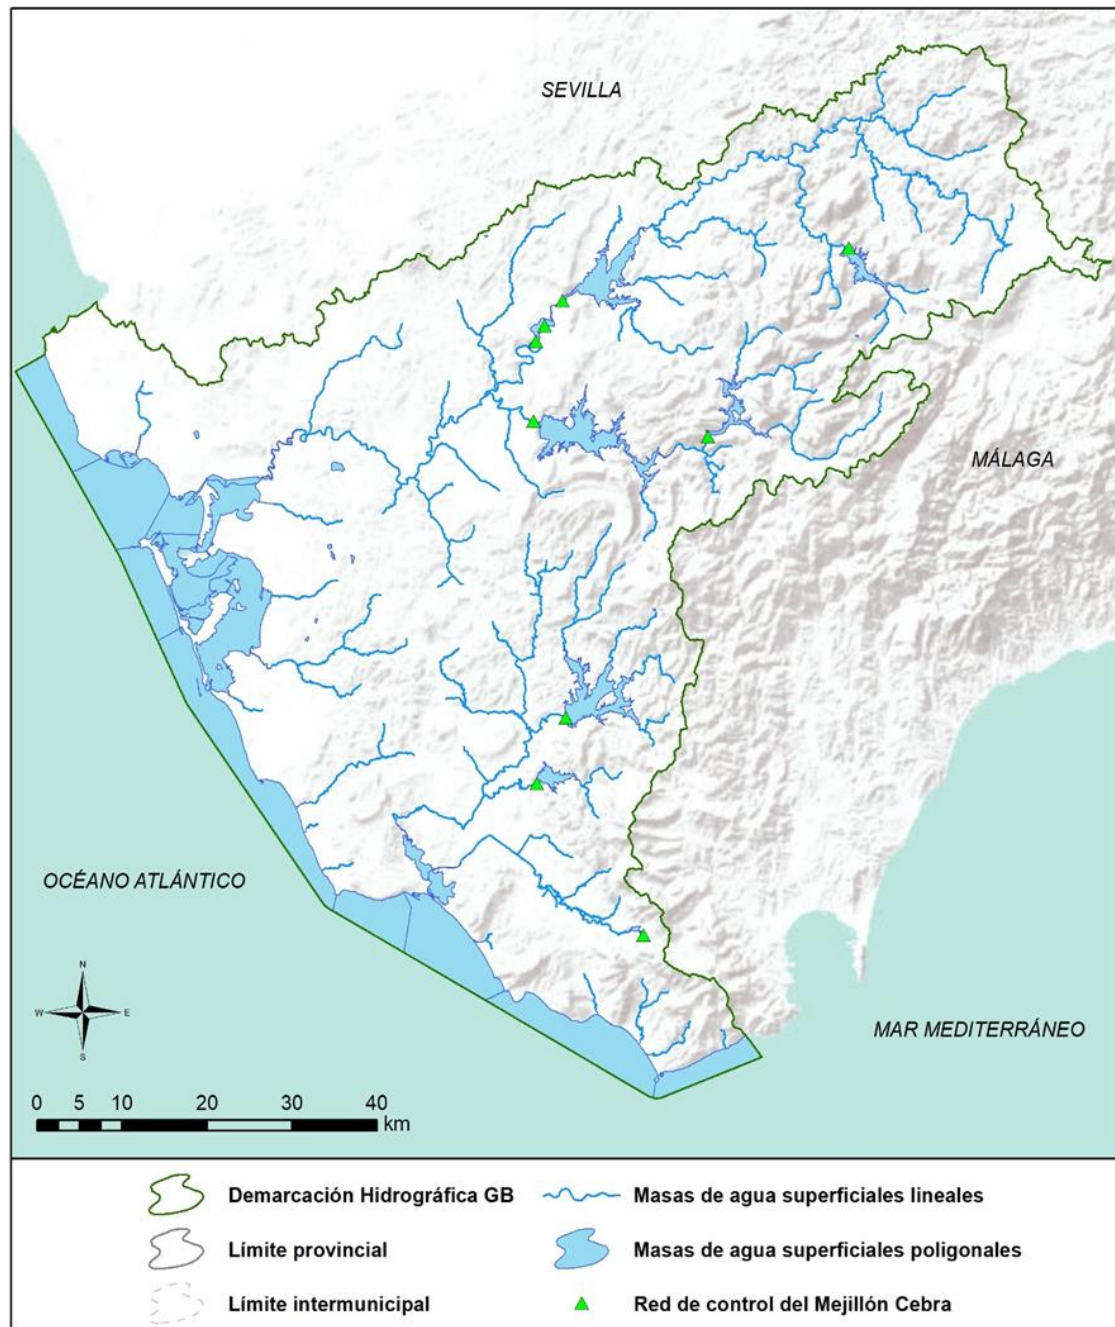 SEVILLA
MÁLAGA
OCÉANO ATLÁNTICO
N
W E
S
MAR MEDITERRÁNEO
0 5 10 20 30 40
km
Demarcación Hidrográfica GB
Masas de agua superficiales lineales
Límite provincial
Masas de agua superficiales poligonales
Límite intermunicipal
Red de control del Mejillón Cebra